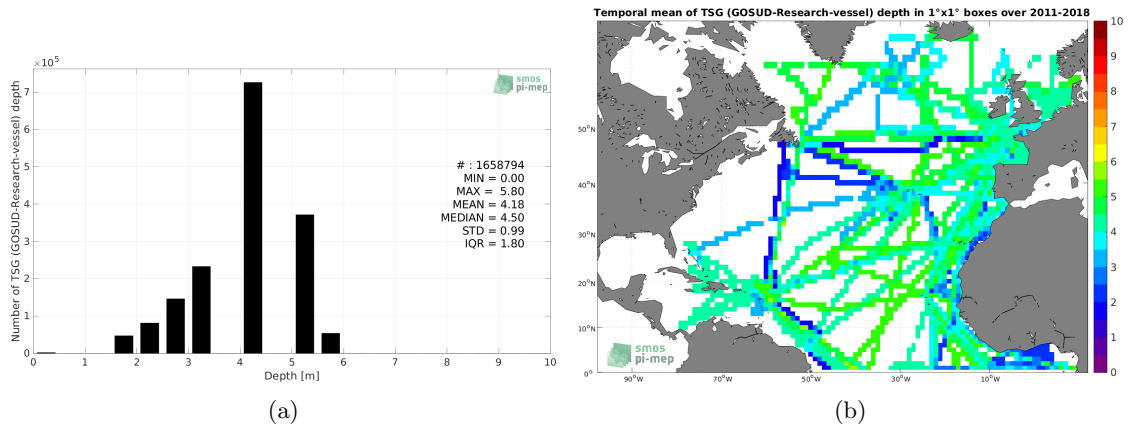 ×10⁵
Number of TSG (GOSUD-Research-vessel) depth
7
6
5
4
3
2
1
0
0 1 2 3 4 5 6 7 8 9 10
Depth [m]
smos
pi-mep
# : 1658794
MIN = 0.00
MAX = 5.80
MEAN = 4.18
MEDIAN = 4.50
STD = 0.99
IQR = 1.80
(a)
Temporal mean of TSG (GOSUD-Research-vessel) depth in 1°x1° boxes over 2011-2018
50°N
40°N
30°N
20°N
10°N
0°
90°W 70°W 50°W 30°W 10°W
smos
pi-mep
10
9
8
7
6
5
4
3
2
1
0
(b)